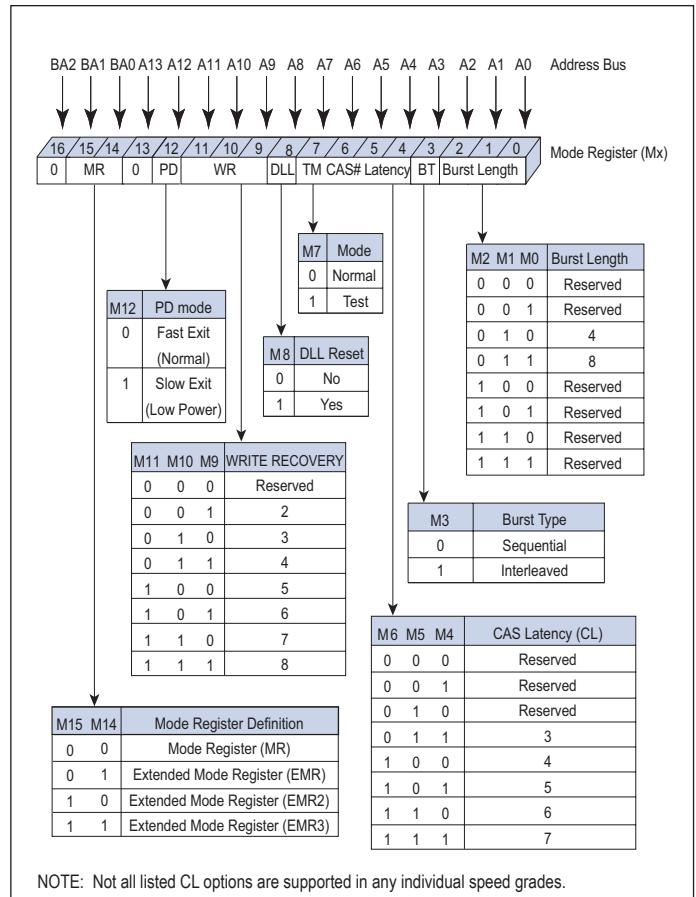 BA2 BA1 BA0 A13 A12 A11 A10 A9 A8 A7 A6 A5 A4 A3 A2 A1 A0 Address Bus
16 15 14 13 12 11 10 9 8 7 6 5 4 3 2 1 0 Mode Register (Mx)
0 MR 0 PD WR DLL TM CAS# Latency BT Burst Length
M7 Mode
0 Normal
1 Test
M2 M1 M0 Burst Length
0 0 0 Reserved
0 0 1 Reserved
0 1 0 4
0 1 1 8
1 0 0 Reserved
1 0 1 Reserved
1 1 0 Reserved
1 1 1 Reserved
M12 PD mode
0 Fast Exit
(Normal)
1 Slow Exit
(Low Power)
M8 DLL Reset
0 No
1 Yes
M11 M10 M9 WRITE RECOVERY
0 0 0 Reserved
0 0 1 2
0 1 0 3
0 1 1 4
1 0 0 5
1 0 1 6
1 1 0 7
1 1 1 8
M3 Burst Type
0 Sequential
1 Interleaved
M6 M5 M4 CAS Latency (CL)
0 0 0 Reserved
0 0 1 Reserved
0 1 0 Reserved
0 1 1 3
1 0 0 4
1 0 1 5
1 1 0 6
1 1 1 7
M15 M14 Mode Register Definition
0 0 Mode Register (MR)
0 1 Extended Mode Register (EMR)
1 0 Extended Mode Register (EMR2)
1 1 Extended Mode Register (EMR3)
NOTE: Not all listed CL options are supported in any individual speed grades.